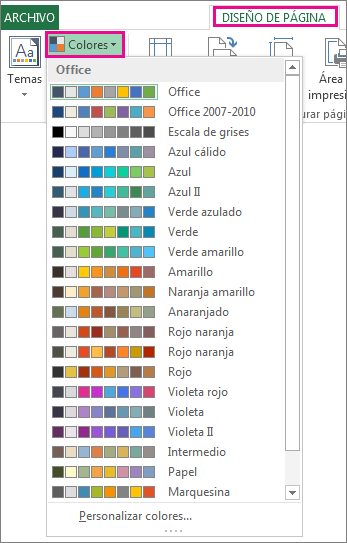 ARCHIVO
DISEÑO DE PÁGINA
Colores
Temas
Área
impresi
urar pági
Office
Office
Office 2007-2010
Escala de grises
Azul cálido
Azul
Azul II
Verde azulado
Verde
Verde amarillo
Amarillo
Naranja amarillo
Anaranjado
Rojo naranja
Rojo naranja
Rojo
Violeta rojo
Violeta
Violeta II
Intermedio
Papel
Marquesina
Personalizar colores...